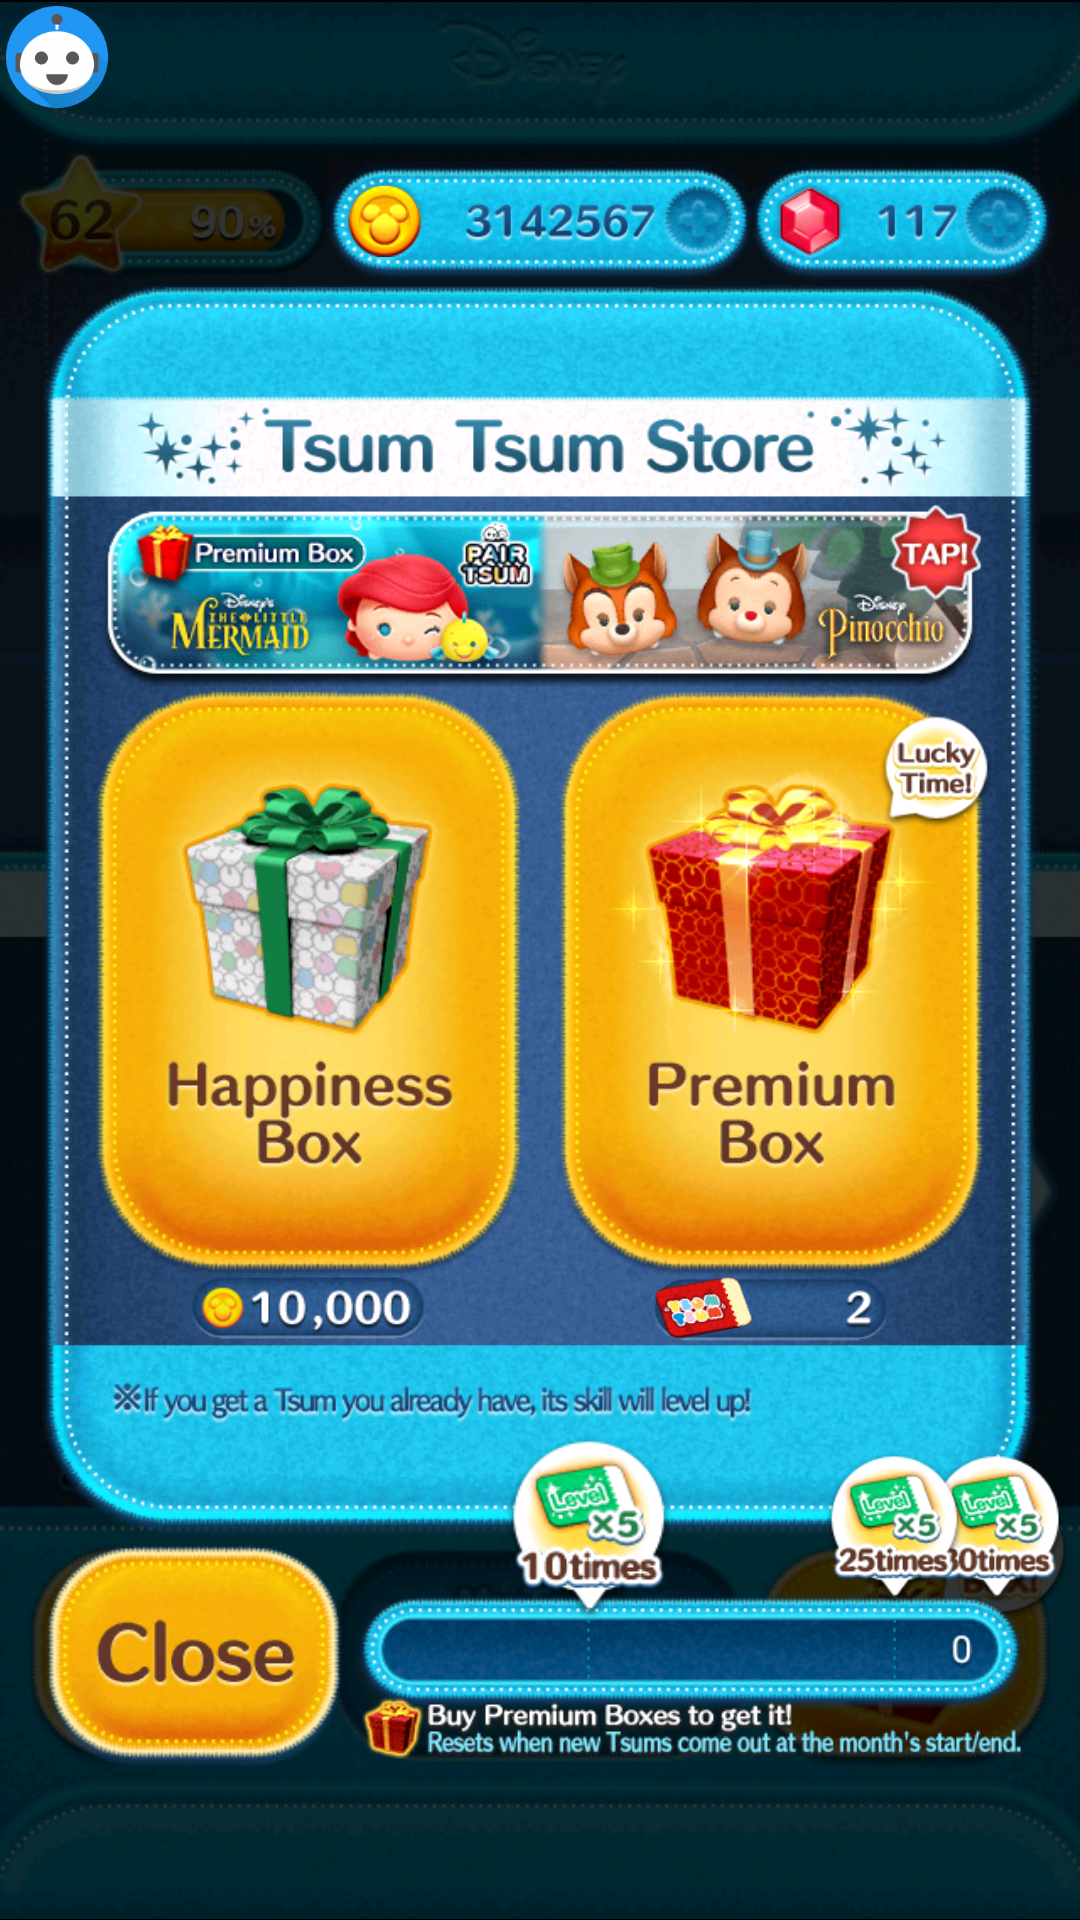 Disney
62
90%
3142567
117
Tsum Tsum Store
Premium Box
PAIR
TSUM
TAP!
Disney's
THE LITTLE
MERMAID
Disney
Pinocchio
Lucky
Time!
Happiness
Box
Premium
Box
10,000
TSUM
TSUM
2
※If you get a Tsum you already have, its skill will level up!
Level
×5
10times
Level
×5
25times
Level
×5
30times
Close
0
Buy Premium Boxes to get it!
Resets when new Tsums come out at the month's start/end.